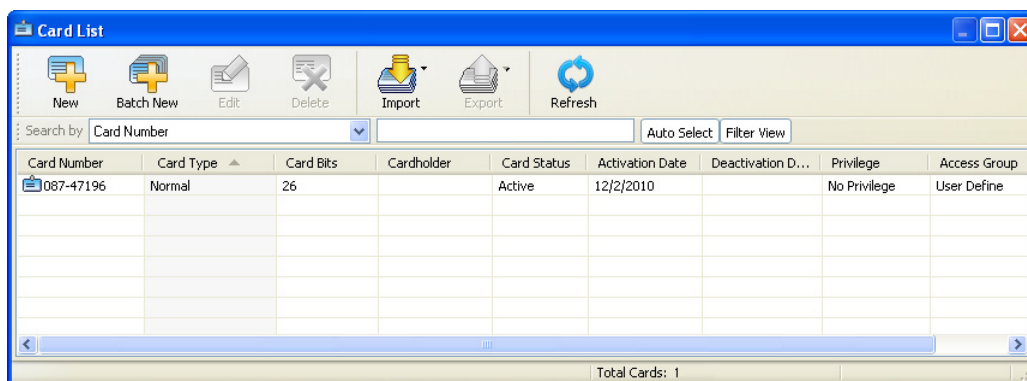 Card List
New Batch New Edit Delete Import Export Refresh
Search by Card Number Auto Select Filter View
Card Number Card Type Card Bits Cardholder Card Status Activation Date Deactivation D... Privilege Access Group
087-47196 Normal 26 Active 12/2/2010 No Privilege User Define
Total Cards: 1